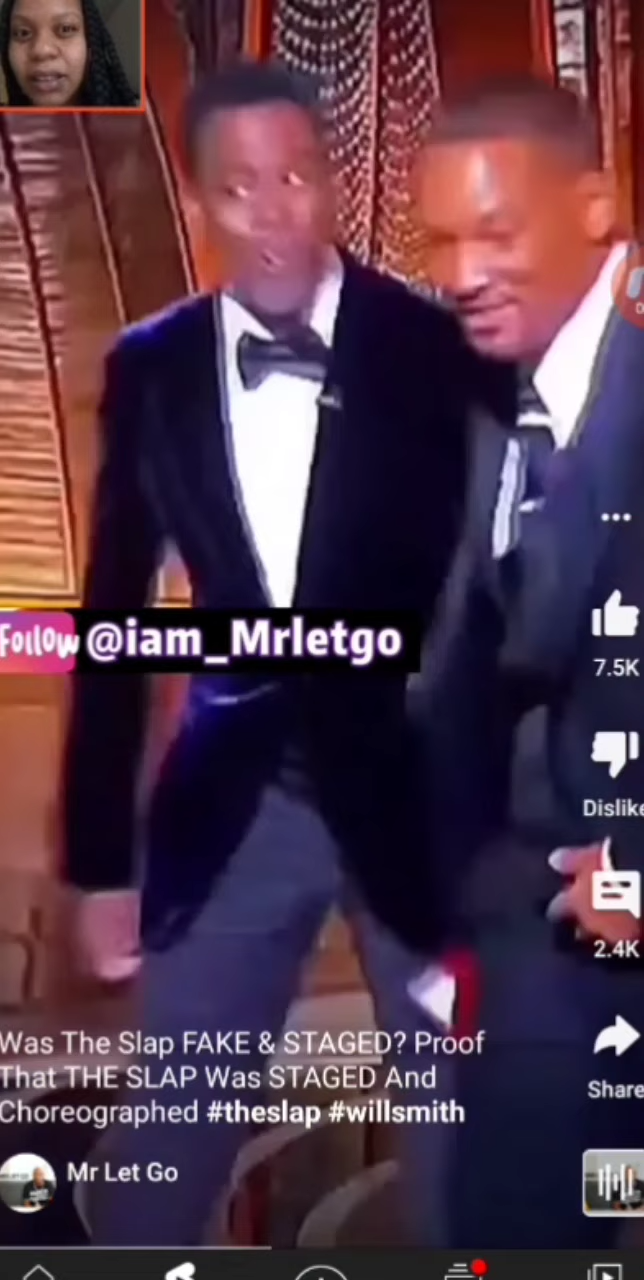 Follow @iam_Mrletgo
7.5K
Dislike
2.4K
Was The Slap FAKE & STAGED? Proof
That THE SLAP Was STAGED And
Choreographed #theslap #willsmith
Share
Mr Let Go